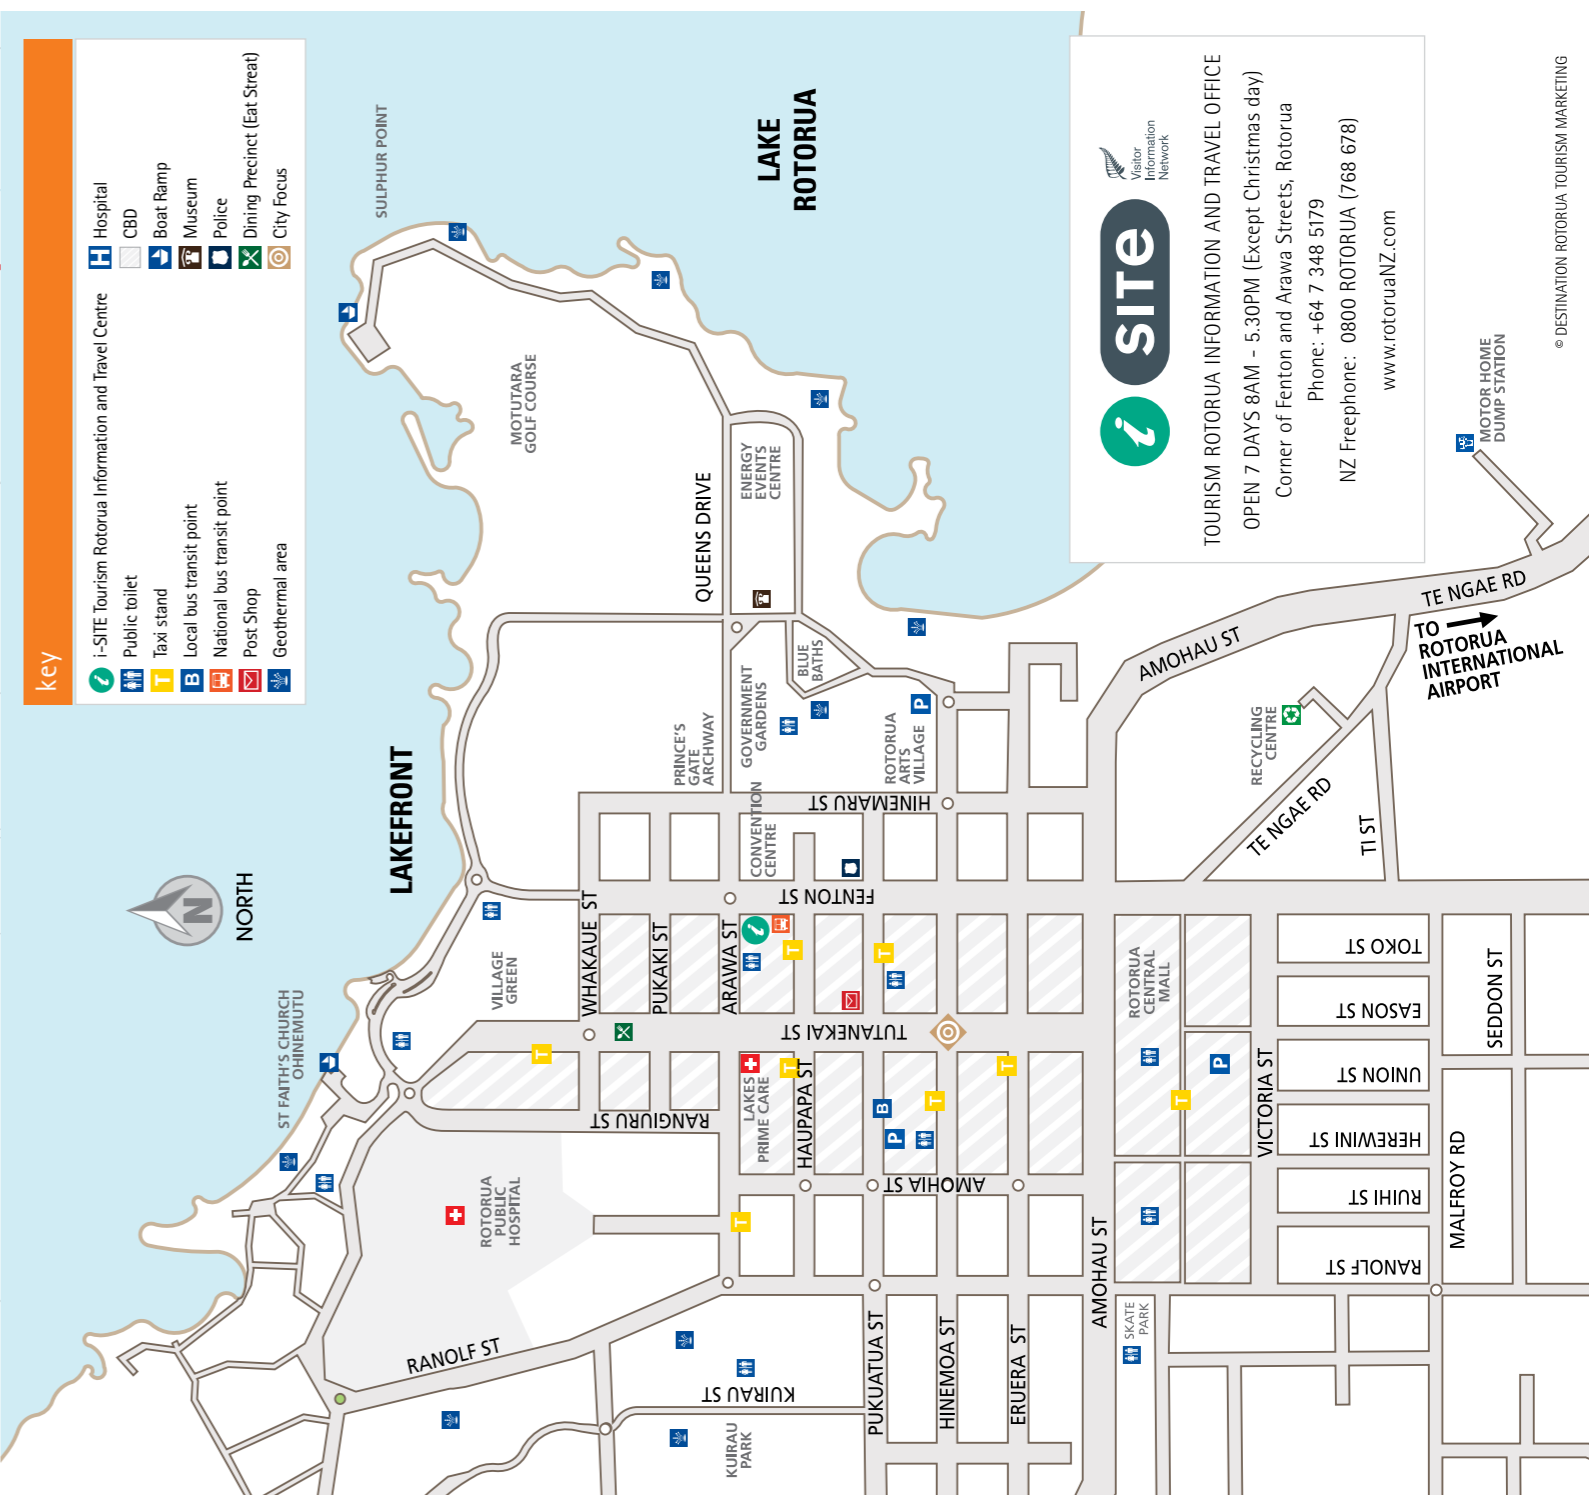 key
i-SITE Tourism Rotorua Information and Travel Centre
Public toilet
Taxi stand
Local bus transit point
National bus transit point
Post Shop
Geothermal area
Hospital
CBD
Boat Ramp
Museum
Police
Dining Precinct (Eat Streat)
City Focus
SULPHUR POINT
LAKE
ROTORUA
i SITE
Visitor
Information
Network
TOURISM ROTORUA INFORMATION AND TRAVEL OFFICE
OPEN 7 DAYS 8AM - 5.30PM (Except Christmas day)
Corner of Fenton and Arawa Streets, Rotorua
Phone: +64 7 348 5179
NZ Freephone: 0800 ROTORUA (768 678)
www.rotoruaNZ.com
© DESTINATION ROTORUA TOURISM MARKETING
MOTOR HOME
DUMP STATION
MOTUTARA
GOLF COURSE
ENERGY
EVENTS
CENTRE
QUEENS DRIVE
BLUE
BATHS
GOVERNMENT
GARDENS
PRINCE'S
GATE
ARCHWAY
ROTORUA
ARTS
VILLAGE
P
HINEMARU ST
CONVENTION
CENTRE
FENTON ST
AMOHAU ST
TE NGAE RD
TO
ROTORUA
INTERNATIONAL
AIRPORT
RECYCLING
CENTRE
TE NGAE RD
TI ST
LAKEFRONT
N
NORTH
ST FAITH'S CHURCH
OHINEMUTU
VILLAGE
GREEN
WHAKAUE ST
PUKAKI ST
ARAWA ST
i
T
T
T
TUTANEKAI ST
ROTORUA
CENTRAL
MALL
TOKO ST
EASON ST
SEDDON ST
UNION ST
HEREWINI ST
RUIHI ST
RANOLF ST
VICTORIA ST
MALFROY RD
RANGIURU ST
LAKES
PRIME CARE
HAUPAPA ST
T
B
P
T
T
T
P
AMOHIA ST
ROTORUA
PUBLIC
HOSPITAL
T
RANOLF ST
KUIRAU ST
KUIRAU
PARK
PUKUATUA ST
HINEMOA ST
ERUERA ST
AMOHAU ST
SKATE
PARK